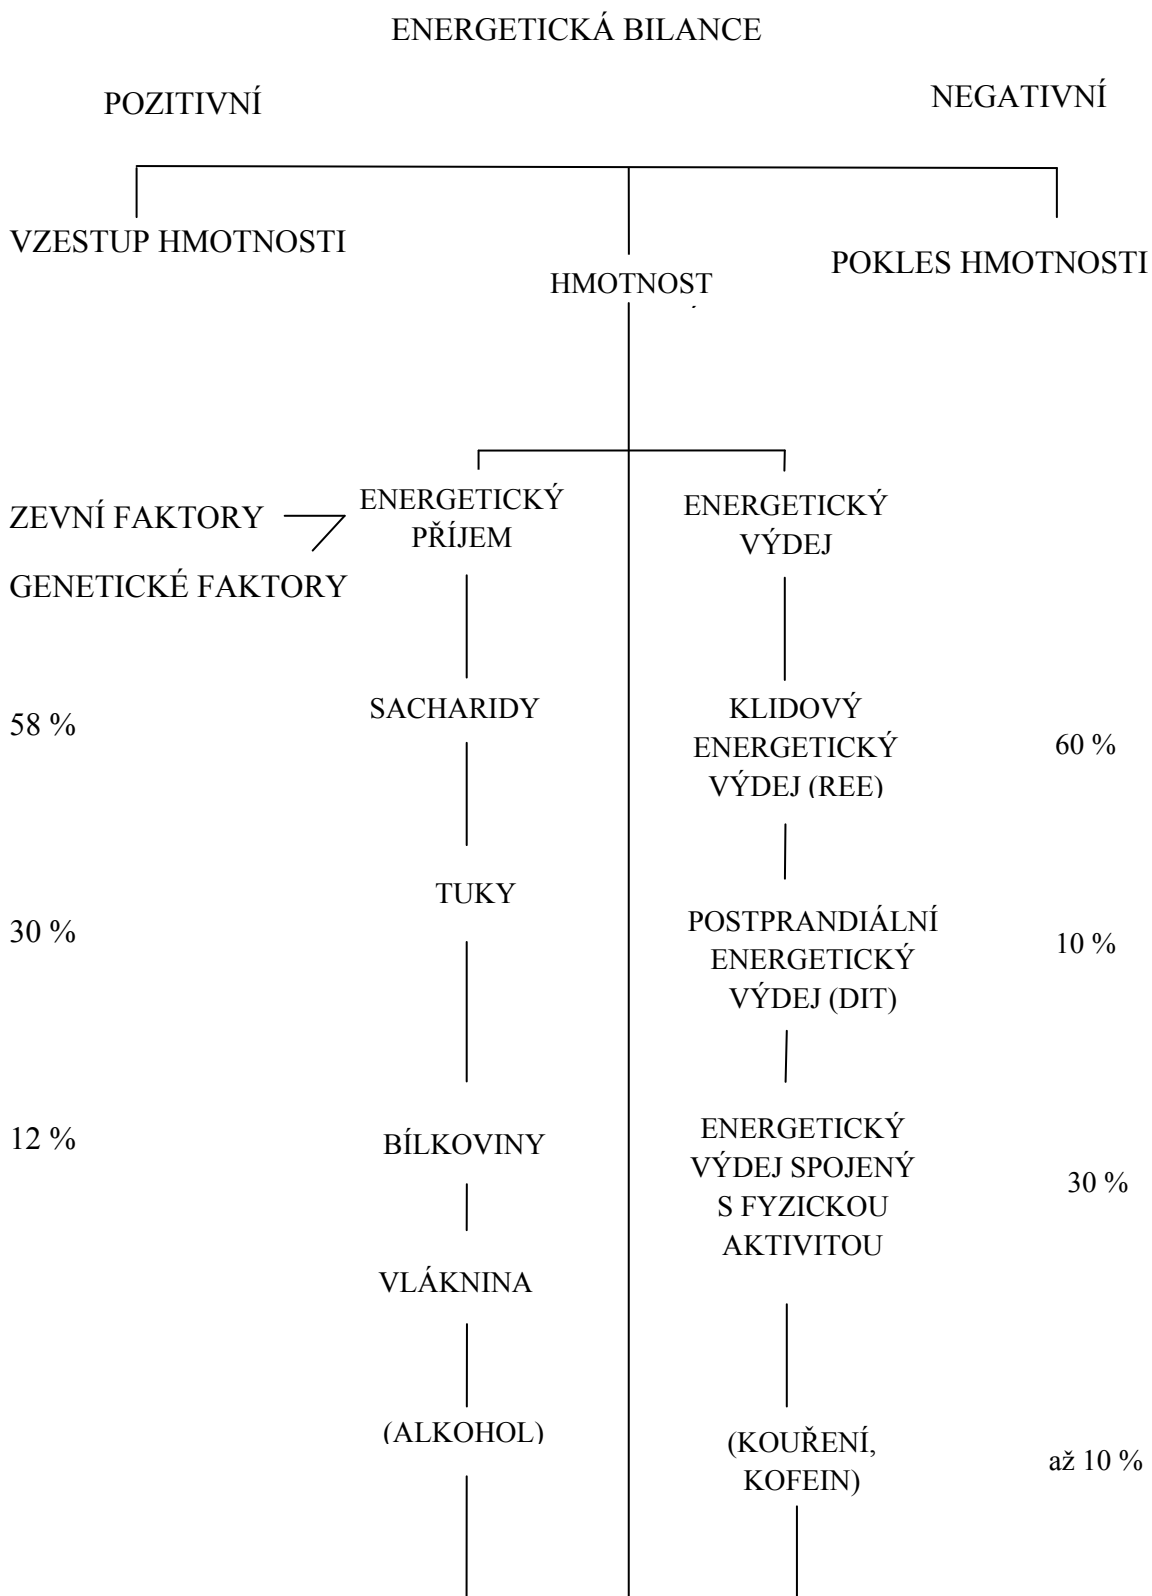 ENERGETICKÁ BILANCE
POZITIVNÍ
NEGATIVNÍ
VZESTUP HMOTNOSTI
HMOTNOST
POKLES HMOTNOSTI
ZEVNÍ FAKTORY
GENETICKÉ FAKTORY
ENERGETICKÝ
PŘÍJEM
ENERGETICKÝ
VÝDEJ
58 %
SACHARIDY
KLIDOVÝ
ENERGETICKÝ
VÝDEJ (REE)
60 %
30 %
TUKY
POSTPRANDIÁLNÍ
ENERGETICKÝ
VÝDEJ (DIT)
10 %
12 %
BÍLKOVINY
ENERGETICKÝ
VÝDEJ SPOJENÝ
S FYZICKOU
AKTIVITOU
30 %
VLÁKNINA
(ALKOHOL)
(KOUŘENÍ,
KOFEIN)
až 10 %